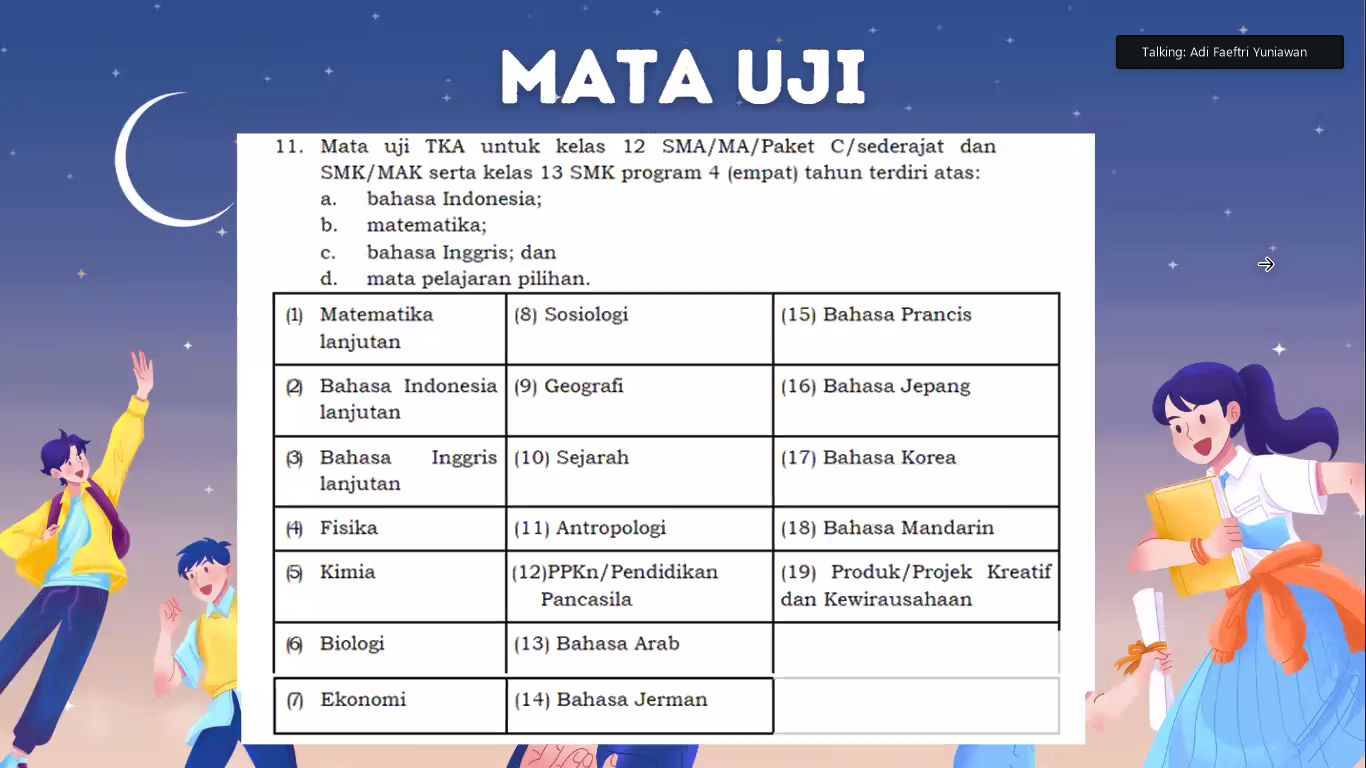 MATA UJI
Talking: Adi Faeftri Yuniawan
11. Mata uji TKA untuk kelas 12 SMA/MA/Paket C/sederajat dan
SMK/MAK serta kelas 13 SMK program 4 (empat) tahun terdiri atas:
a. bahasa Indonesia;
b. matematika;
c. bahasa Inggris; dan
d. mata pelajaran pilihan.
(1) Matematika
lanjutan
(8) Sosiologi
(15) Bahasa Prancis
(2) Bahasa Indonesia
lanjutan
(9) Geografi
(16) Bahasa Jepang
(3) Bahasa Inggris
lanjutan
(10) Sejarah
(17) Bahasa Korea
(4) Fisika
(11) Antropologi
(18) Bahasa Mandarin
(5) Kimia
(12)PPKn/Pendidikan
Pancasila
(19) Produk/Projek Kreatif
dan Kewirausahaan
(6) Biologi
(13) Bahasa Arab
(7) Ekonomi
(14) Bahasa Jerman